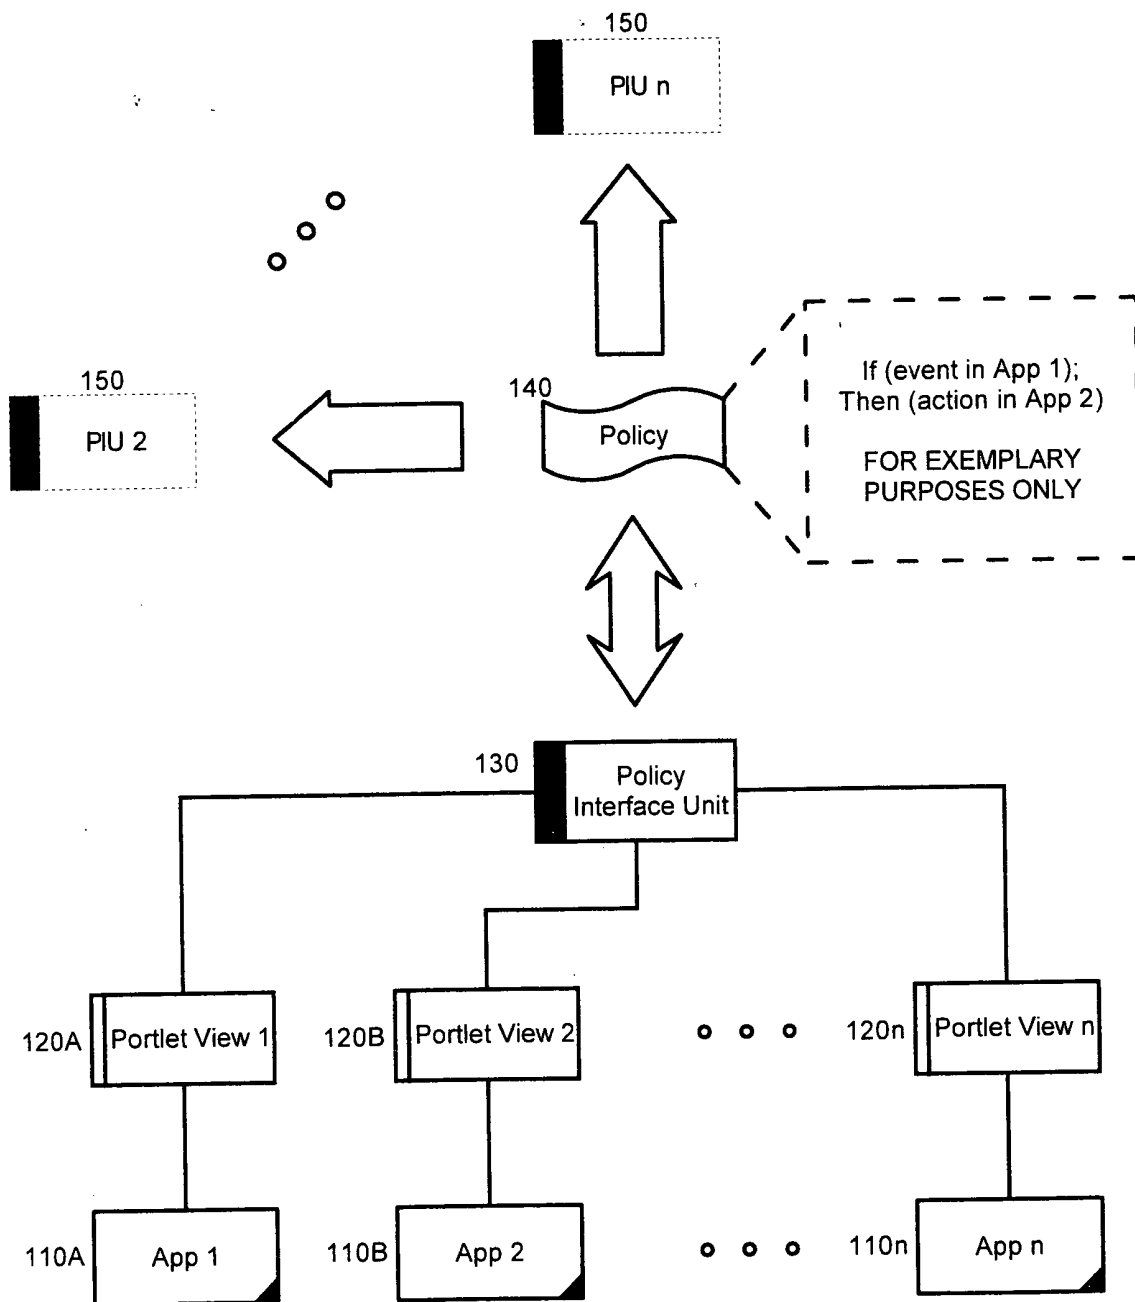 150
PIU n
150
PIU 2
140
Policy
If (event in App 1);
Then (action in App 2)
FOR EXEMPLARY
PURPOSES ONLY
130
Policy
Interface Unit
120A
Portlet View 1
120B
Portlet View 2
120n
Portlet View n
110A
App 1
110B
App 2
110n
App n